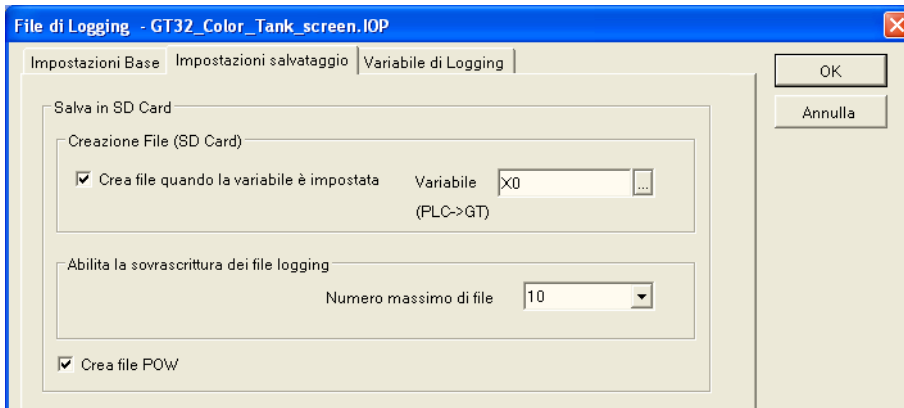 File di Logging - GT32_Color_Tank_screen.IOP
Impostazioni Base Impostazioni salvataggio Variabile di Logging
OK
Annulla
Salva in SD Card
Creazione File (SD Card)
Crea file quando la variabile è impostata Variabile X0 ...
(PLC->GT)
Abilita la sovrascrittura dei file logging
Numero massimo di file 10
Crea file POW